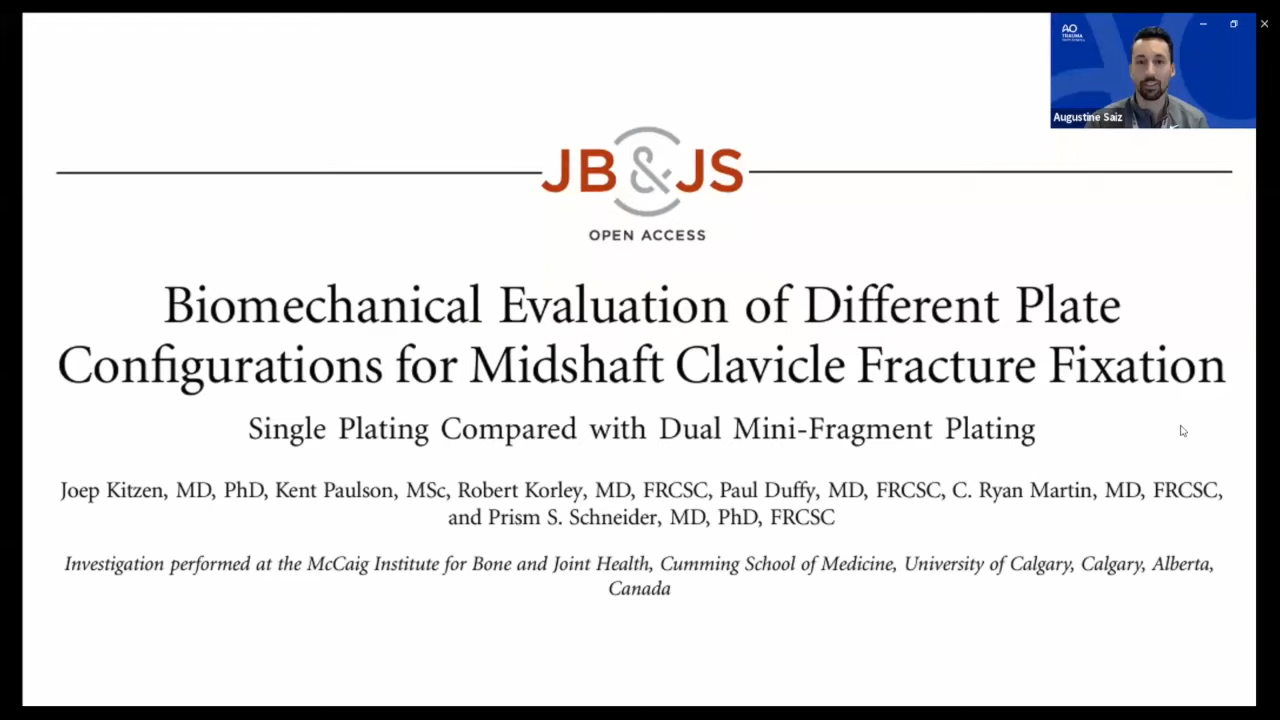 AO
TRAUMA
Augustine Saiz
JB&JS
OPEN ACCESS
Biomechanical Evaluation of Different Plate
Configurations for Midshaft Clavicle Fracture Fixation
Single Plating Compared with Dual Mini-Fragment Plating
Joep Kitzen, MD, PhD, Kent Paulson, MSc, Robert Korley, MD, FRCSC, Paul Duffy, MD, FRCSC, C. Ryan Martin, MD, FRCSC,
and Prism S. Schneider, MD, PhD, FRCSC
Investigation performed at the McCaig Institute for Bone and Joint Health, Cumming School of Medicine, University of Calgary, Calgary, Alberta,
Canada